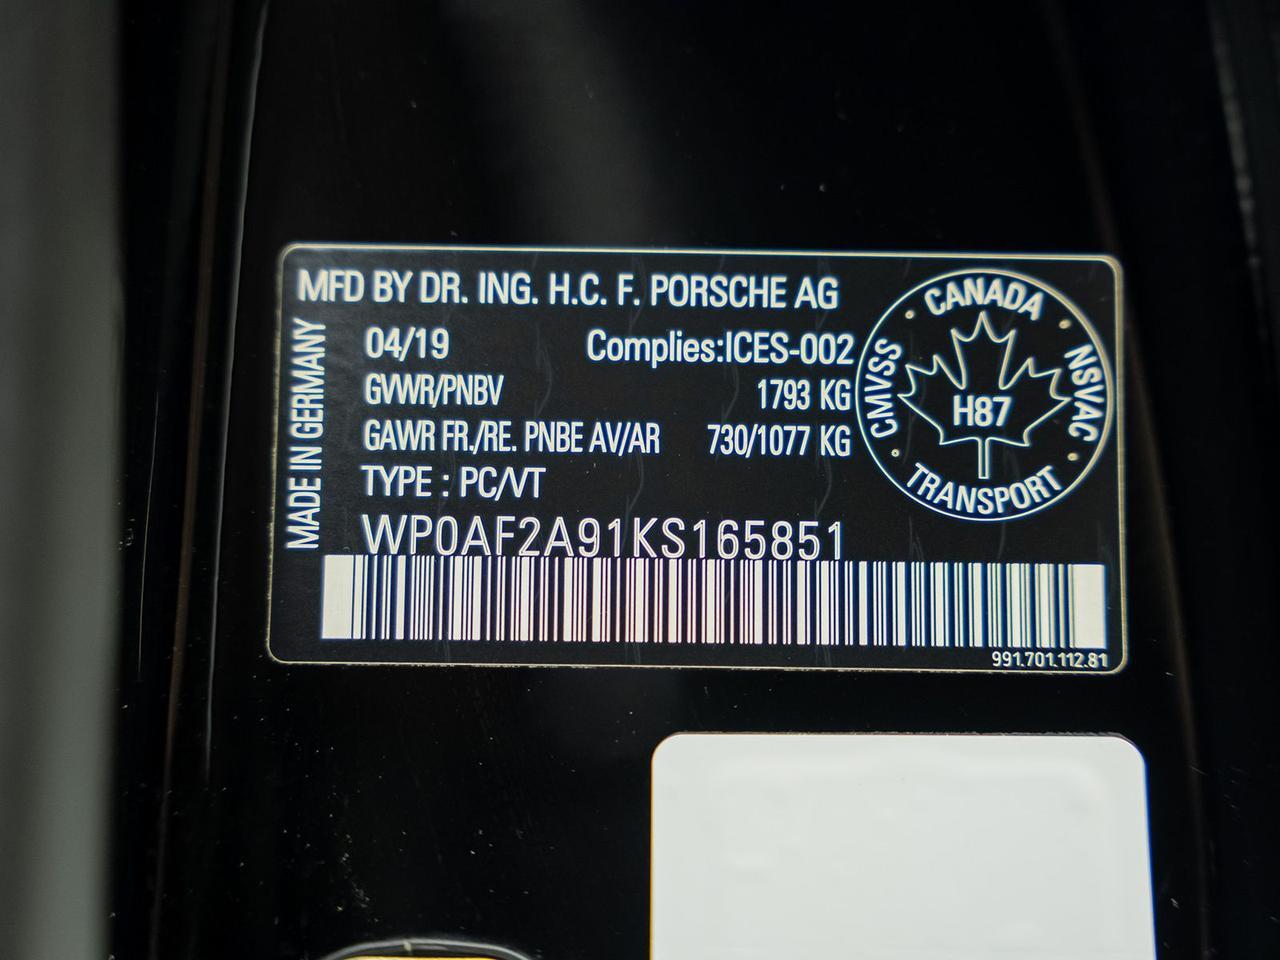 MFD BY DR. ING. H.C. F. PORSCHE AG
MADE IN GERMANY
04/19 Complies:ICES-002
GVWR/PNBV 1793 KG
GAWR FR./RE. PNBE AV/AR 730/1077 KG
TYPE : PC/VT
WP0AF2A91KS165851
991.701.112.81
CANADA
CMVSS
NSVAC
H87
TRANSPORT